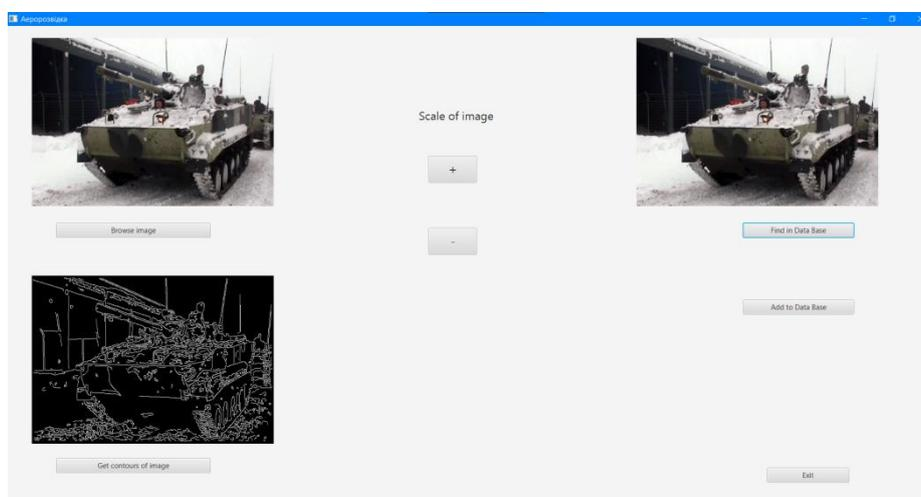 Аеророзвідка
Scale of image
+
-
Browse image
Find in Data Base
Add to Data Base
Get contours of image
Exit